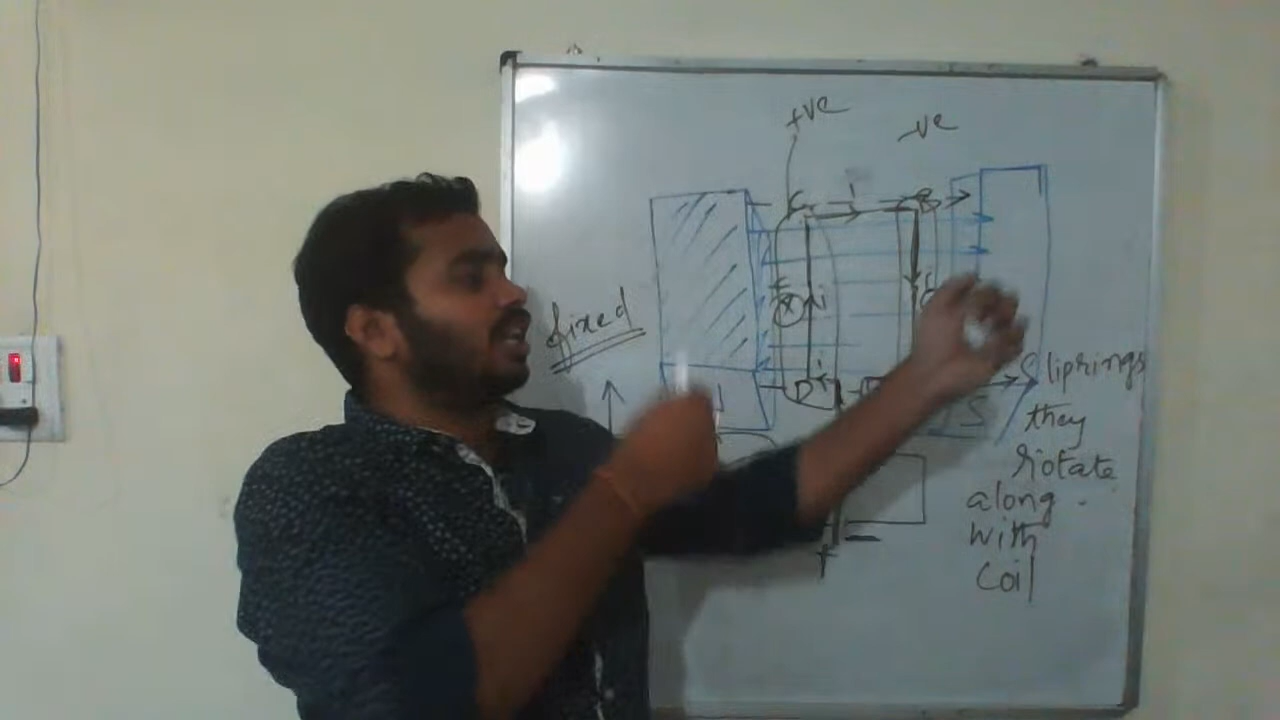 +ve
-ve
C
i
B
fixed
i
D
i
S
+
-
Sliprings
they
rotate
along
with
coil